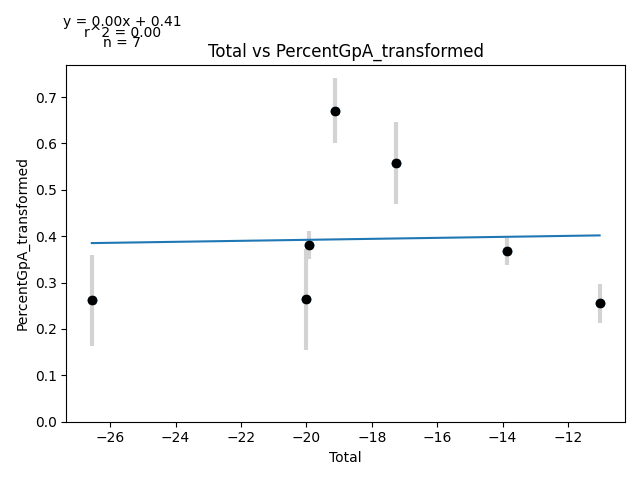 y = 0.00x + 0.41
r^2 = 0.00
n = 7
Total vs PercentGpA_transformed
PercentGpA_transformed
0.7
0.6
0.5
0.4
0.3
0.2
0.1
0.0
−26 −24 −22 −20 −18 −16 −14 −12
Total